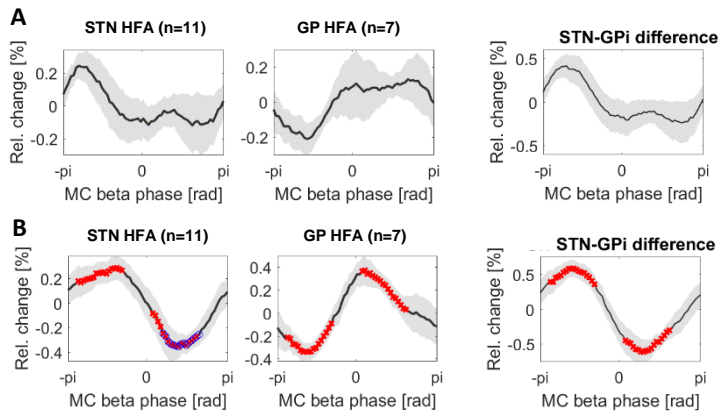 A
STN HFA (n=11)
GP HFA (n=7)
STN-GPi difference
Rel. change [%]
0.2
0
-0.2
-pi
0
pi
MC beta phase [rad]
Rel. change [%]
0.2
0
-0.2
-pi
0
pi
MC beta phase [rad]
Rel. change [%]
0.5
0
-0.5
-pi
0
pi
MC beta phase [rad]
B
STN HFA (n=11)
GP HFA (n=7)
STN-GPi difference
Rel. change [%]
0.2
0
-0.2
-0.4
-pi
0
pi
MC beta phase [rad]
Rel. change [%]
0.4
0.2
0
-0.2
-0.4
-pi
0
pi
MC beta phase [rad]
Rel. change [%]
0.5
0
-0.5
-pi
0
pi
MC beta phase [rad]